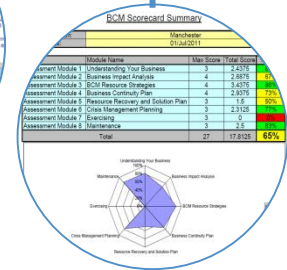 BCM Scorecard Summary
Manchester
01/Jul/2011
Module Name Max Score Total Score
Assessment Module 1 Understanding Your Business 3 2.4375
Assessment Module 2 Business Impact Analysis 4 2.6875 67
Assessment Module 3 BCM Resource Strategies 4 3.4375
Assessment Module 4 Business Continuity Plan 4 2.9375 73%
Assessment Module 5 Resource Recovery and Solution Plan 3 1.5 50%
Assessment Module 6 Crisis Management Planning 3 2.3125 77%
Assessment Module 7 Exercising 3 0
Assessment Module 8 Maintenance 3 2.5
Total 27 17.8125 65%
Understanding Your Business
100%
Maintenance
Business Impact Analysis
Exercising
BCM Resource Strategies
Crisis Management Planning
Business Continuity Plan
Resource Recovery and Solution Plan